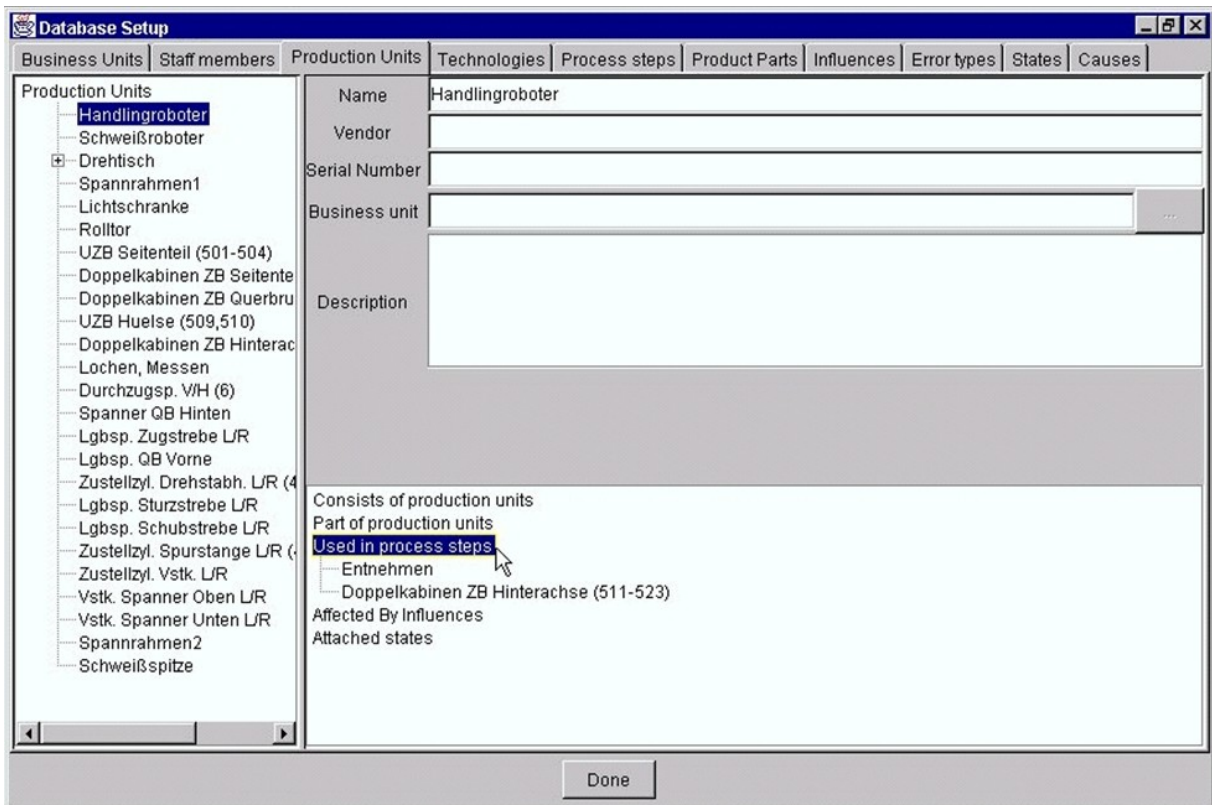 Database Setup
Business Units Staff members Production Units Technologies Process steps Product Parts Influences Error types States Causes
Production Units
Handlingroboter
Schweißroboter
Drehtisch
Spannrahmen1
Lichtschranke
Rolltor
UZB Seitenteil (501-504)
Doppelkabinen ZB Seitente
Doppelkabinen ZB Querbru
UZB Huelse (509,510)
Doppelkabinen ZB Hinterac
Lochen, Messen
Durchzugsp. V/H (6)
Spanner QB Hinten
Lgbsp. Zugstrebe L/R
Lgbsp. QB Vorne
Zustellzyl. Drehstabh. L/R (4
Lgbsp. Sturzstrebe L/R
Lgbsp. Schubstrebe L/R
Zustellzyl. Spurstange L/R (
Zustellzyl. Vstk. L/R
Vstk. Spanner Oben L/R
Vstk. Spanner Unten L/R
Spannrahmen2
Schweißspitze
Name Handlingroboter
Vendor
Serial Number
Business unit ...
Description
Consists of production units
Part of production units
Used in process steps
Entnehmen
Doppelkabinen ZB Hinterachse (511-523)
Affected By Influences
Attached states
Done